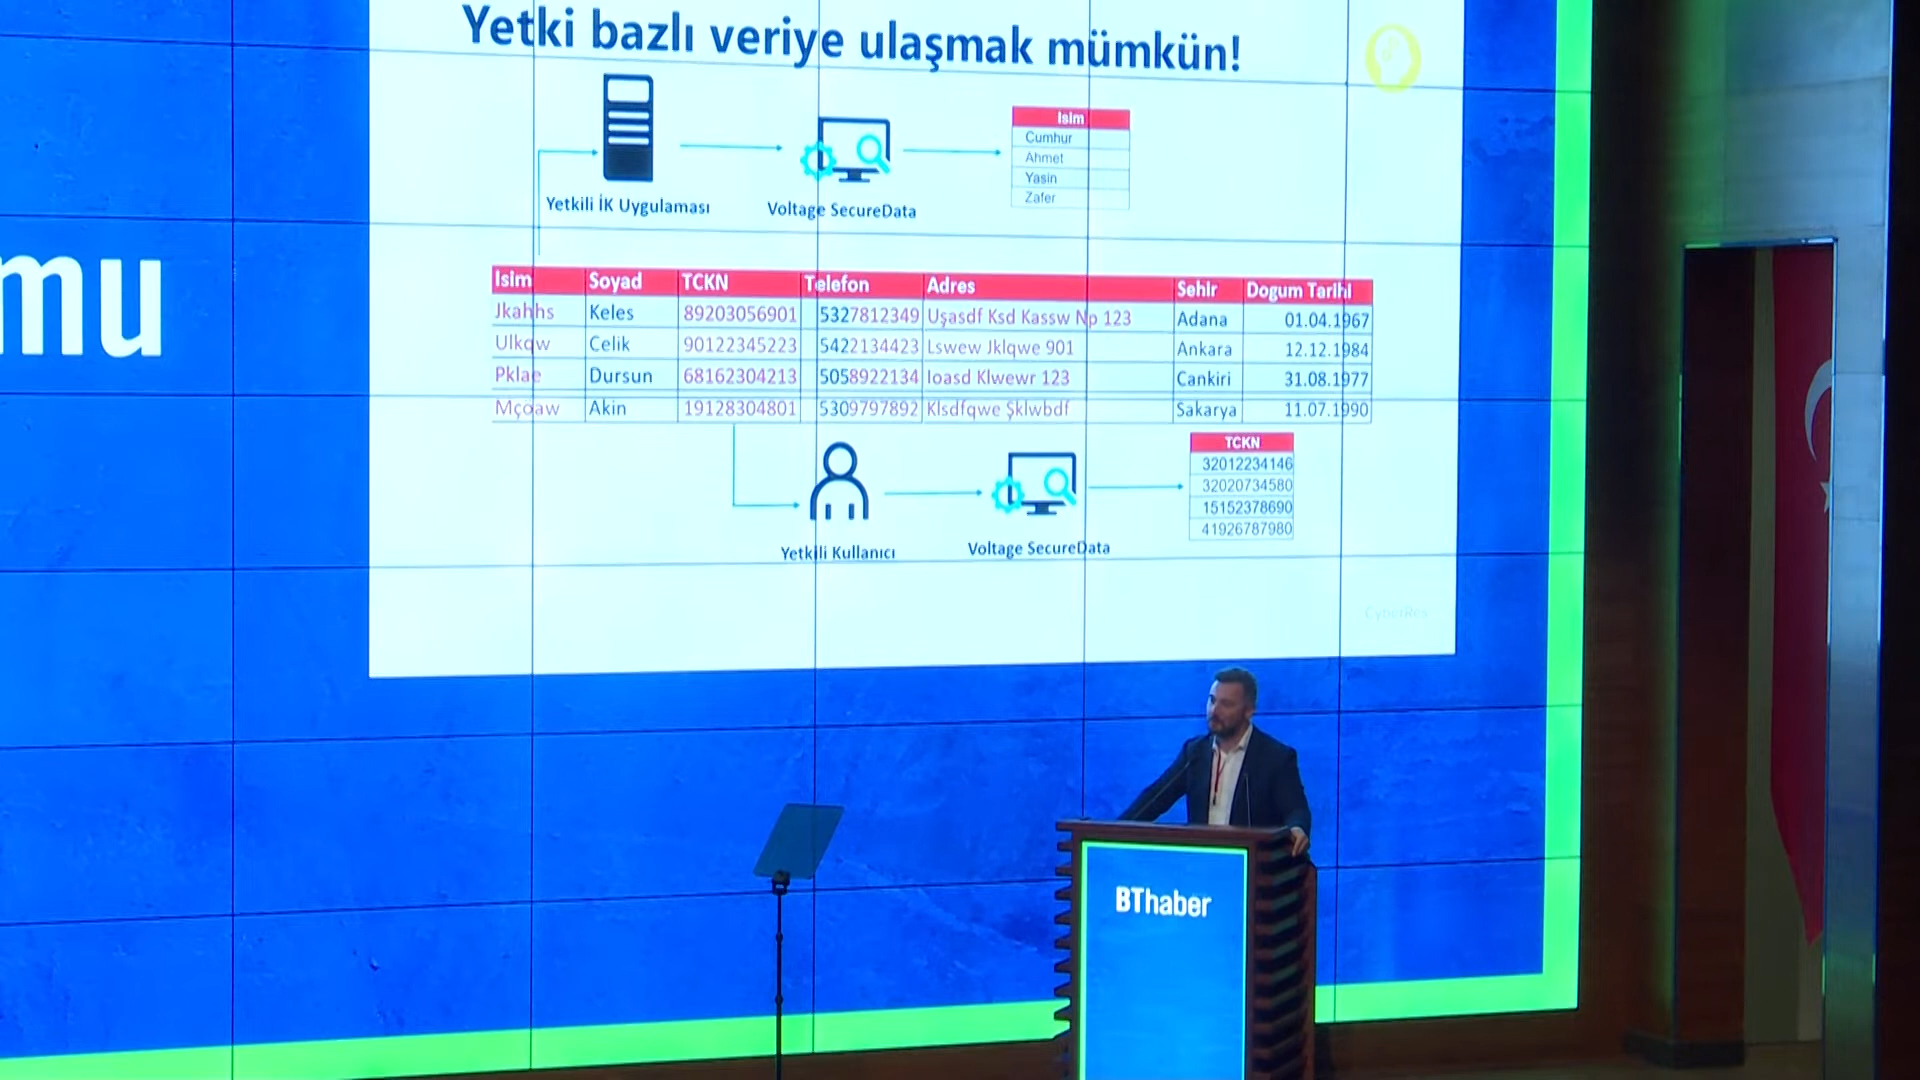 Yetki bazlı veriye ulaşmak mümkün!
Isim
Cumhur
Ahmet
Yasin
Zafer
Yetkili İK Uygulaması
Voltage SecureData
mu
Isim Soyad TCKN Telefon Adres Sehir Dogum Tarihi
Jkahhs Keles 89203056901 5327812349 Uşasdf Ksd Kassw Np 123 Adana 01.04.1967
Ulkqw Celik 90122345223 5422134423 Lswew Jklqwe 901 Ankara 12.12.1984
Pklae Dursun 68162304213 5058922134 Ioasd Klwewr 123 Cankiri 31.08.1977
Mçoaw Akin 19128304801 5309797892 Klsdfqwe Şklwbdf Sakarya 11.07.1990
TCKN
32012234146
32020734580
15152378690
41926787980
Yetkili Kullanıcı
Voltage SecureData
CyberRes
BThaber